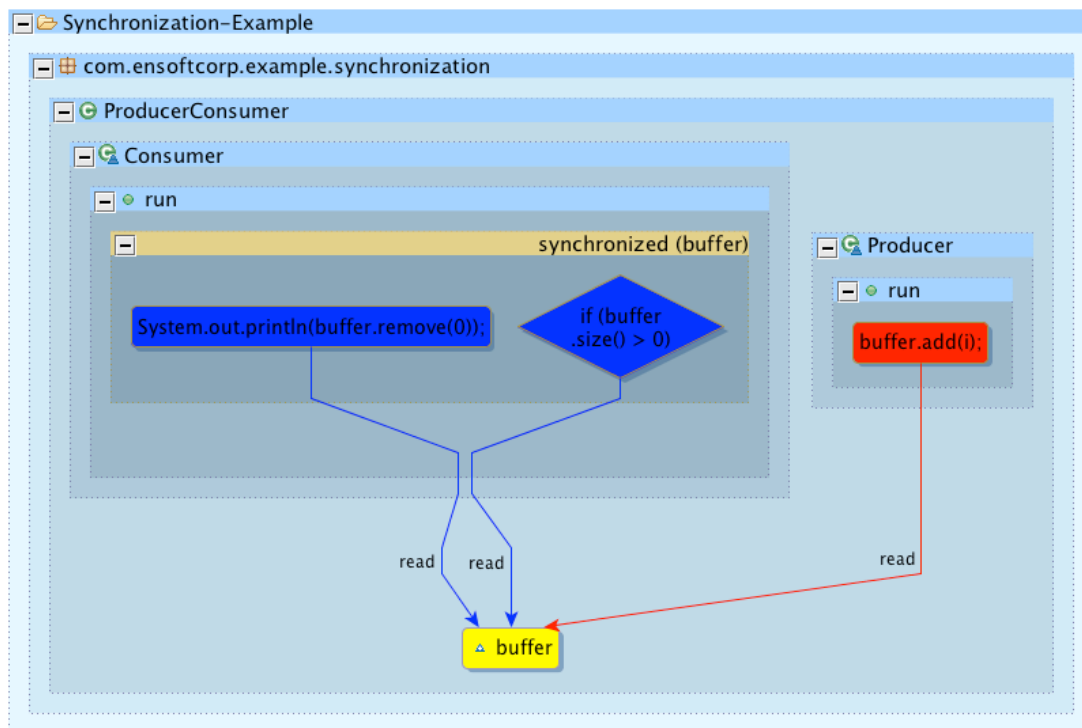 Synchronization-Example
com.ensoftcorp.example.synchronization
ProducerConsumer
Consumer
run
synchronized (buffer)
Producer
run
System.out.println(buffer.remove(0));
if (buffer
.size() > 0)
buffer.add(i);
read
read
read
buffer